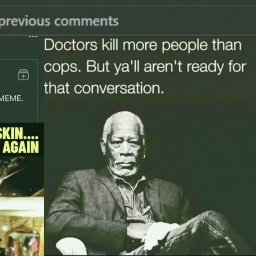 previous comments
Doctors kill more people than
cops. But ya'll aren't ready for
that conversation.
MEME.
SKIN....
AGAIN